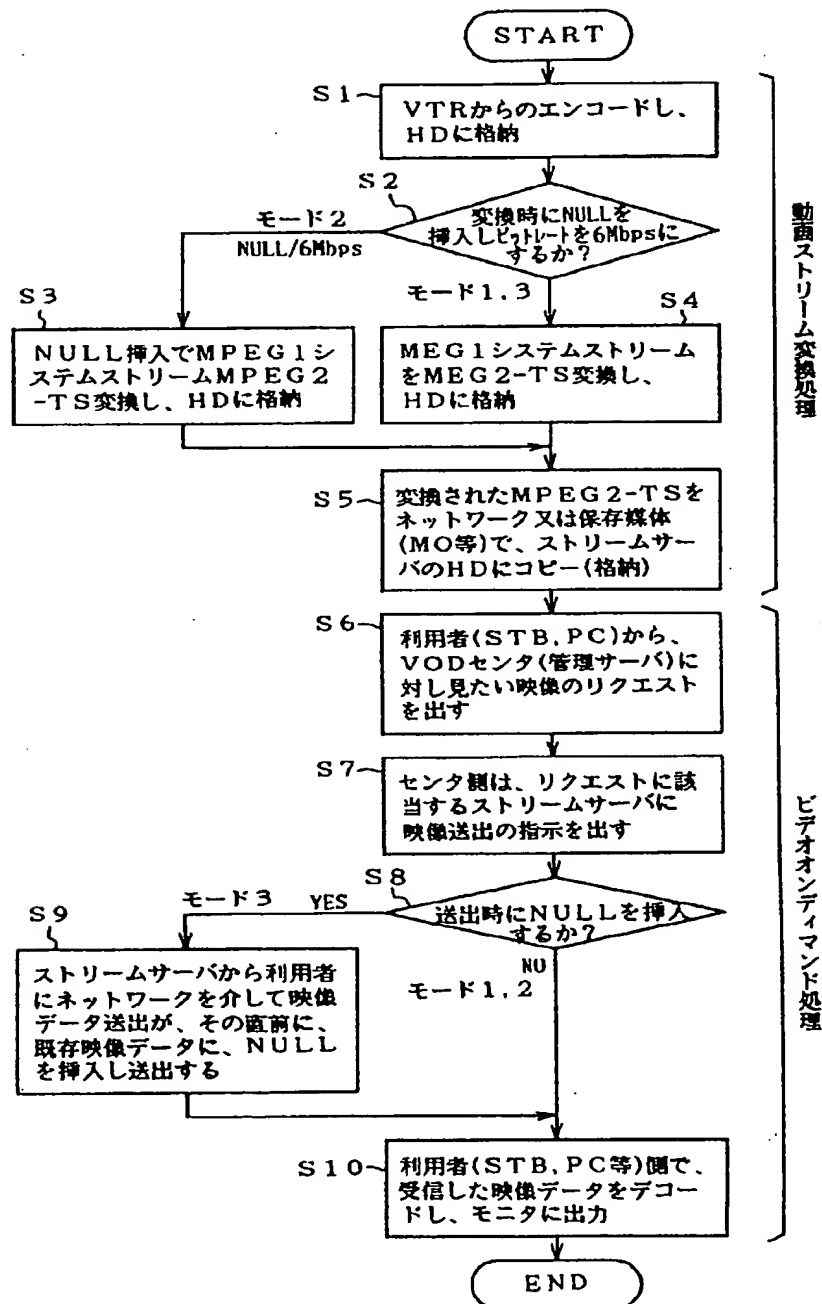 START
S1
VTRからのエンコードし、
HDに格納
S2
変換時にNULLを
挿入しビットレートを6Mbpsに
するか?
モード2
NULL/6Mbps
モード1,3
S3
NULL挿入でMPEG1シ
ステムストリームMPEG2
-TS変換し、HDに格納
S4
MEG1システムストリーム
をMEG2-TS変換し、
HDに格納
S5
変換されたMPEG2-TSを
ネットワーク又は保存媒体
(MO等)で、ストリームサー
バのHDにコピー(格納)
動画ストリーム変換処理
S6
利用者(STB,PC)から、
VODセンタ(管理サーバ)に
対し見たい映像のリクエスト
を出す
S7
センタ側は、リクエストに該
当するストリームサーバに
映像送出の指示を出す
S8
送出時にNULLを挿入
するか?
モード3 YES
NO
モード1,2
S9
ストリームサーバから利用者
にネットワークを介して映像
データ送出が、その直前に、
既存映像データに、NULL
を挿入し送出する
S10
利用者(STB,PC等)側で、
受信した映像データをデコー
ドし、モニタに出力
ビデオオンディマンド処理
END